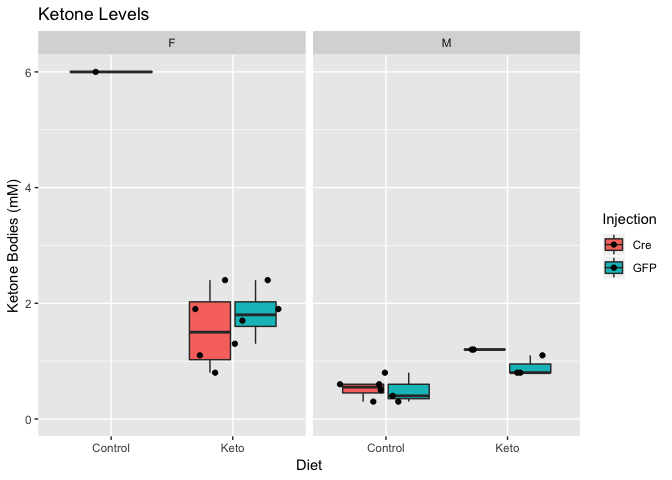 Ketone Levels
F
M
6
4
2
0
Ketone Bodies (mM)
Control
Keto
Control
Keto
Diet
Injection
Cre
GFP